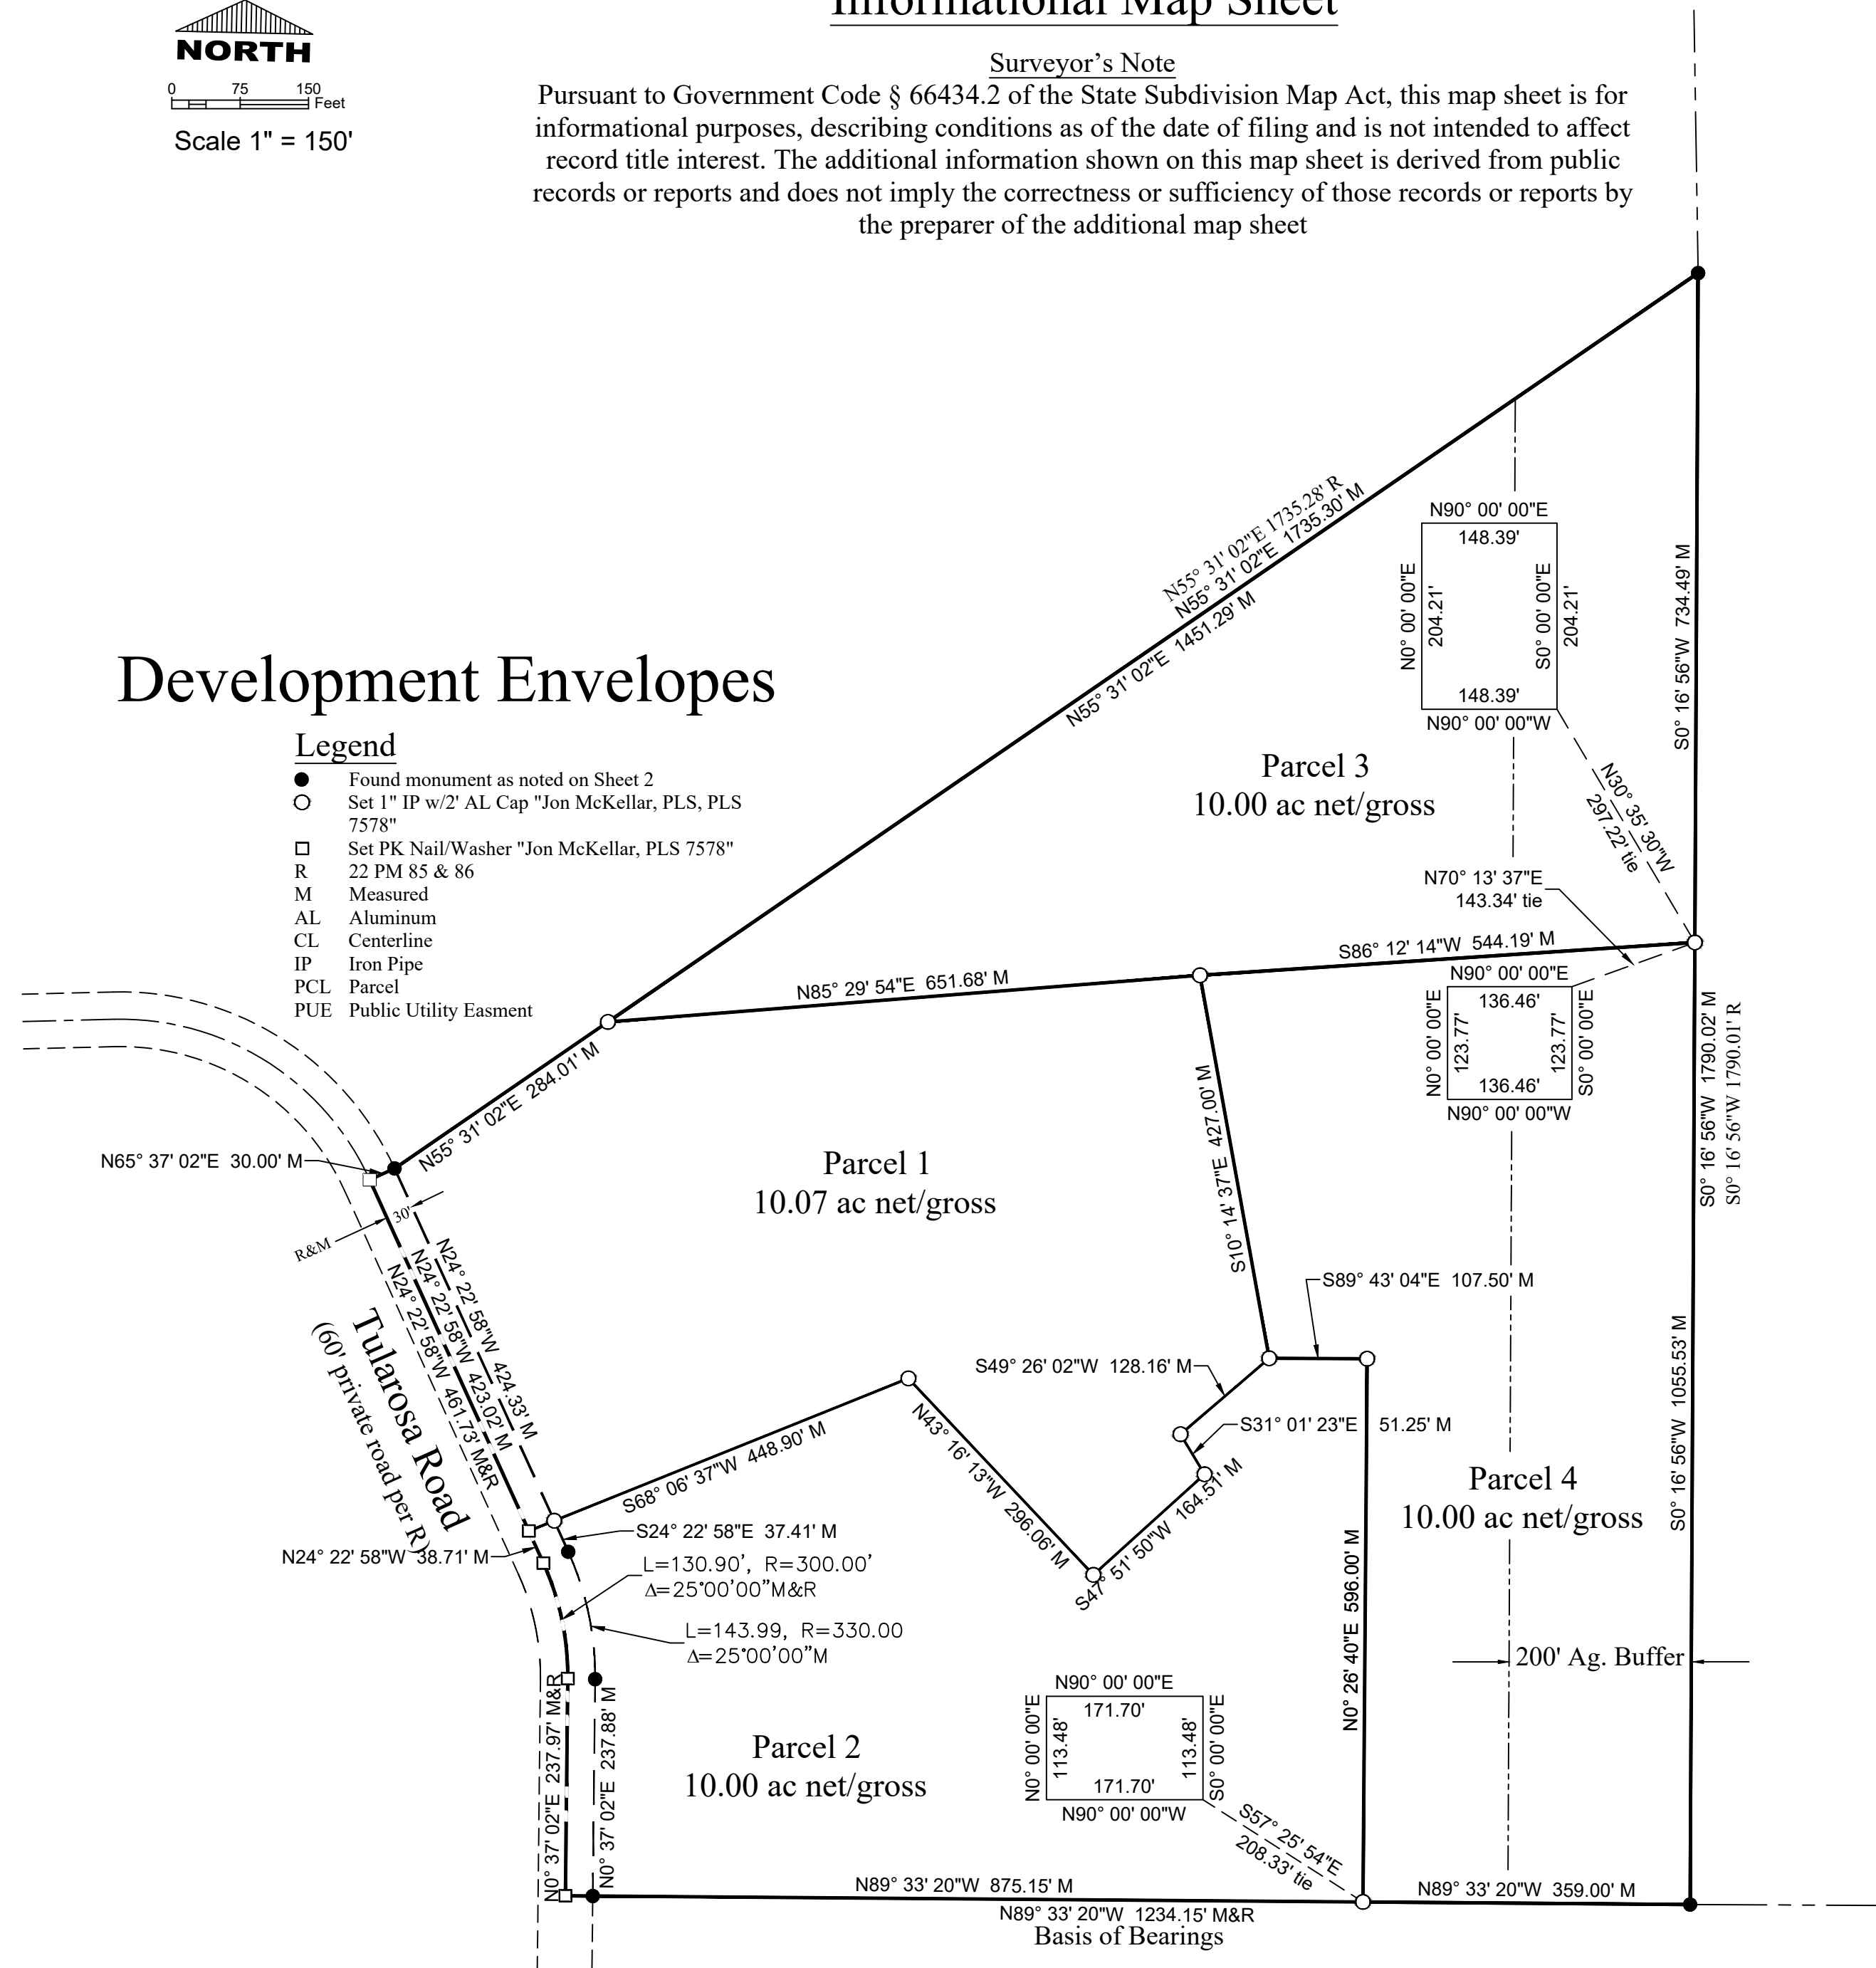 Informational Map Sheet
NORTH
0 75 150
Feet
Scale 1" = 150'
Surveyor’s Note
Pursuant to Government Code § 66434.2 of the State Subdivision Map Act, this map sheet is for
informational purposes, describing conditions as of the date of filing and is not intended to affect
record title interest. The additional information shown on this map sheet is derived from public
records or reports and does not imply the correctness or sufficiency of those records or reports by
the preparer of the additional map sheet
N55° 31' 02"E 1735.28' R
N55° 31' 02"E 1735.30' M
N55° 31' 02"E 1451.29' M
N90° 00' 00"E
148.39'
N0° 00' 00"E
204.21'
S0° 00' 00"E
204.21'
148.39'
N90° 00' 00"W
S0° 16' 56"W 734.49' M
Development Envelopes
Legend
Found monument as noted on Sheet 2
Set 1" IP w/2' AL Cap "Jon McKellar, PLS, PLS
7578"
Set PK Nail/Washer "Jon McKellar, PLS 7578"
R 22 PM 85 & 86
M Measured
AL Aluminum
CL Centerline
IP Iron Pipe
PCL Parcel
PUE Public Utility Easment
Parcel 3
10.00 ac net/gross
N30° 35' 30"W
297.22' tie
N70° 13' 37"E
143.34' tie
S86° 12' 14"W 544.19' M
N85° 29' 54"E 651.68' M
N90° 00' 00"E
136.46'
N0° 00' 00"E
123.77'
123.77'
S0° 00' 00"E
136.46'
N90° 00' 00"W
S0° 16' 56"W 1790.02' M
S0° 16' 56"W 1790.01' R
N55° 31' 02"E 284.01' M
N65° 37' 02"E 30.00' M
30'
R&M
Parcel 1
10.07 ac net/gross
S10° 14' 37"E 427.00' M
S89° 43' 04"E 107.50' M
S49° 26' 02"W 128.16' M
S31° 01' 23"E 51.25' M
S47° 51' 50"W 164.51' M
N43° 16' 13"W 296.06' M
S68° 06' 37"W 448.90' M
N24° 22' 58"W 424.33' M
N24° 22' 58"W 423.02' M
N24° 22' 58"W 461.73' M&R
Tularosa Road
(60' private road per R)
S24° 22' 58"E 37.41' M
N24° 22' 58"W 38.71' M
L=130.90’, R=300.00’
Δ=25°00’00”M&R
L=143.99, R=330.00
Δ=25°00’00”M
S0° 16' 56"W 1055.53' M
Parcel 4
10.00 ac net/gross
N0° 26' 40"E 596.00' M
200' Ag. Buffer
N0° 37' 02"E 237.97' M&R
N0° 37' 02"E 237.88' M
Parcel 2
10.00 ac net/gross
N90° 00' 00"E
171.70'
N0° 00' 00"E
113.48'
113.48'
S0° 00' 00"E
171.70'
N90° 00' 00"W
S57° 25' 54"E
208.33' tie
N89° 33' 20"W 875.15' M
N89° 33' 20"W 359.00' M
N89° 33' 20"W 1234.15' M&R
Basis of Bearings